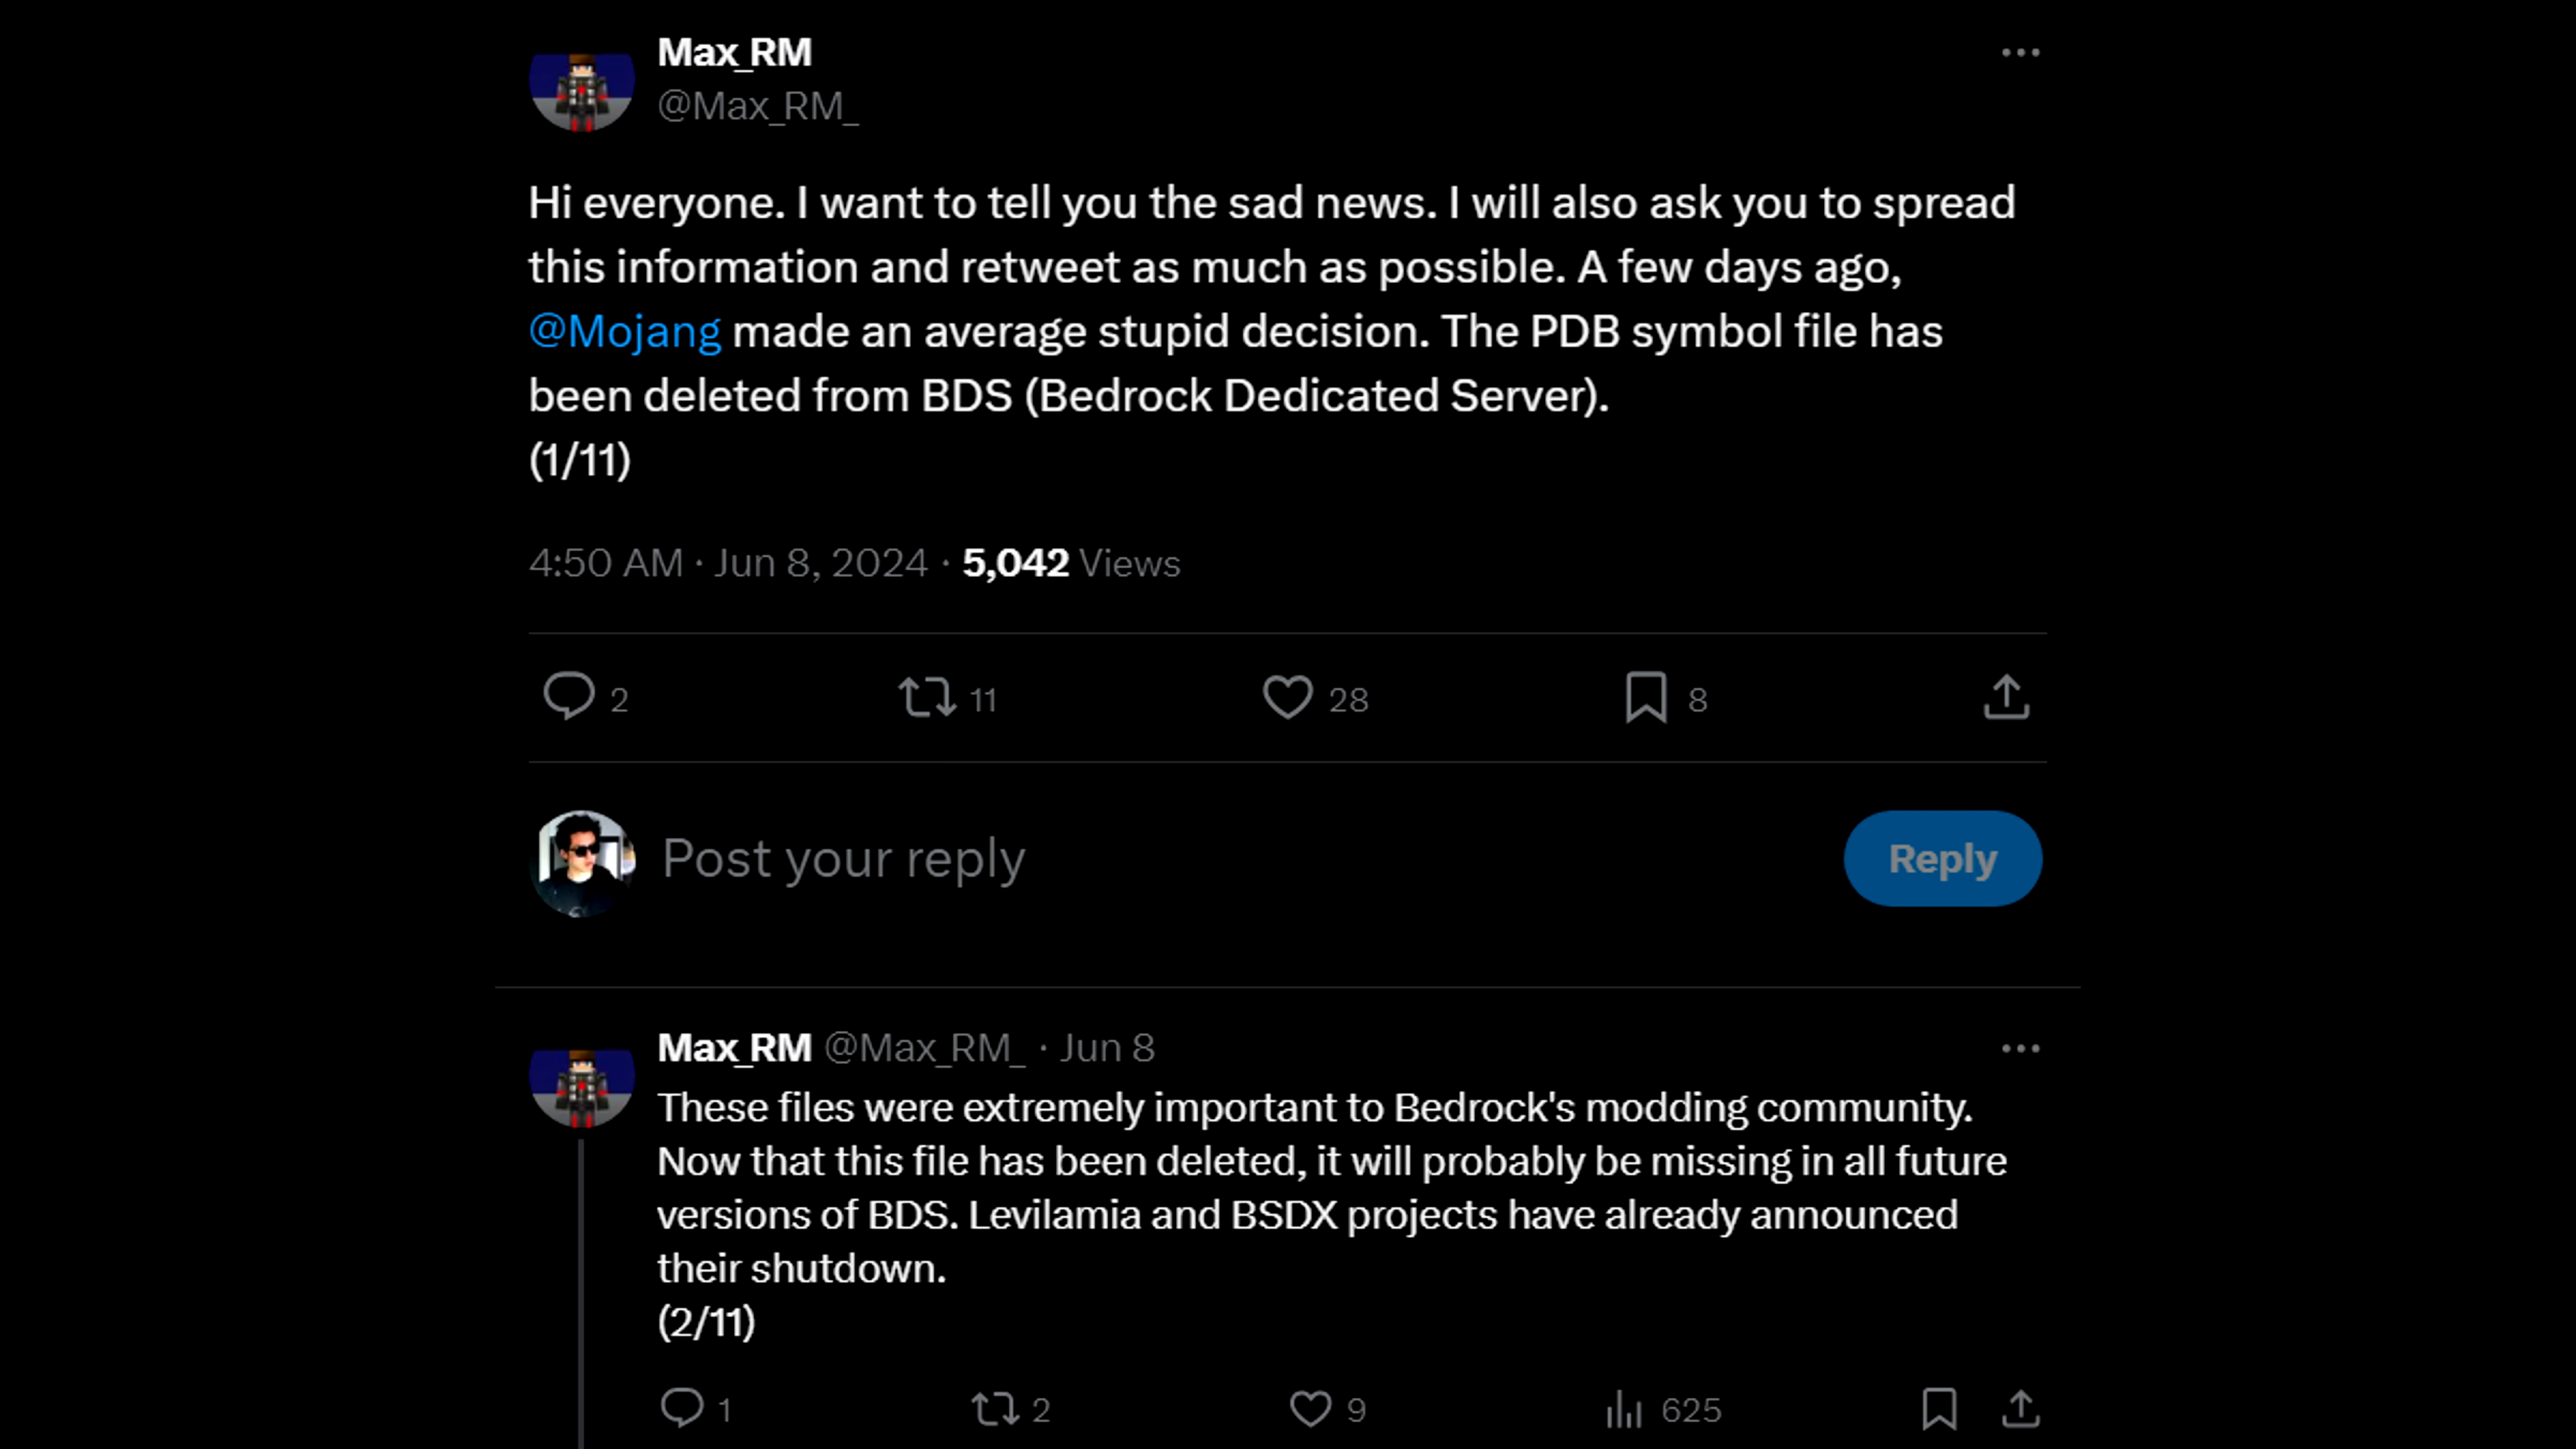 Max_RM
@Max_RM_
Hi everyone. I want to tell you the sad news. I will also ask you to spread
this information and retweet as much as possible. A few days ago,
@Mojang made an average stupid decision. The PDB symbol file has
been deleted from BDS (Bedrock Dedicated Server).
(1/11)
4:50 AM · Jun 8, 2024 · 5,042 Views
2 11 28 8
Post your reply Reply
Max_RM @Max_RM_ · Jun 8
These files were extremely important to Bedrock's modding community.
Now that this file has been deleted, it will probably be missing in all future
versions of BDS. Levilamia and BSDX projects have already announced
their shutdown.
(2/11)
1 2 9 625